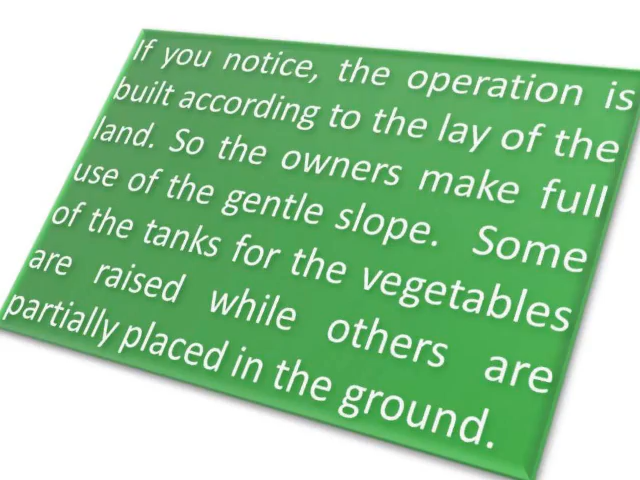 If you notice, the operation is
built according to the lay of the
land. So the owners make full
use of the gentle slope. Some
of the tanks for the vegetables
are raised while others are
partially placed in the ground.